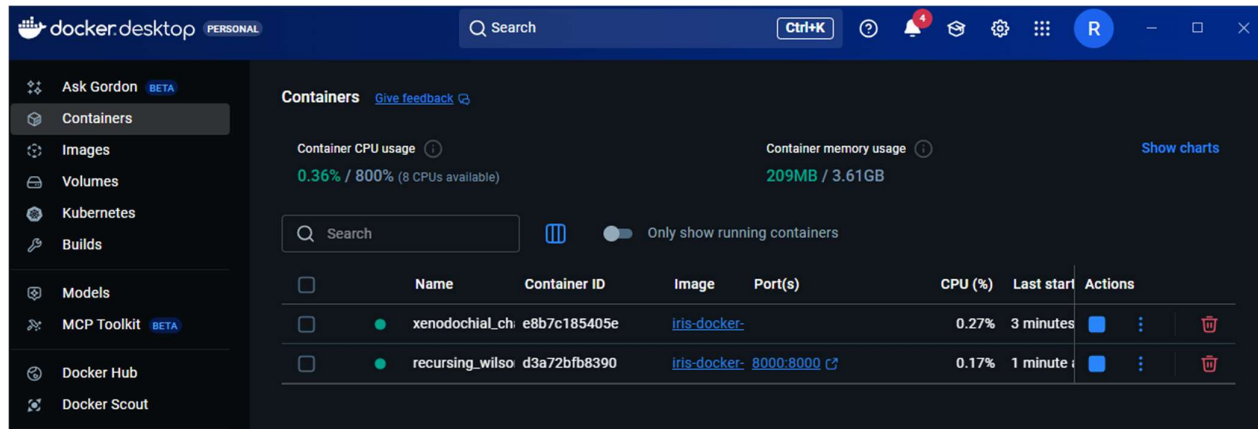 docker.desktop PERSONAL
Search
Ctrl+K
4
R
Ask Gordon BETA
Containers
Images
Volumes
Kubernetes
Builds
Models
MCP Toolkit BETA
Docker Hub
Docker Scout
Containers Give feedback
Container CPU usage
0.36% / 800% (8 CPUs available)
Container memory usage
209MB / 3.61GB
Show charts
Search
Only show running containers
Name Container ID Image Port(s) CPU (%) Last start Actions
xenodochial_ch e8b7c185405e iris-docker- 0.27% 3 minutes
recursing_wilso d3a72bfb8390 iris-docker- 8000:8000 0.17% 1 minute